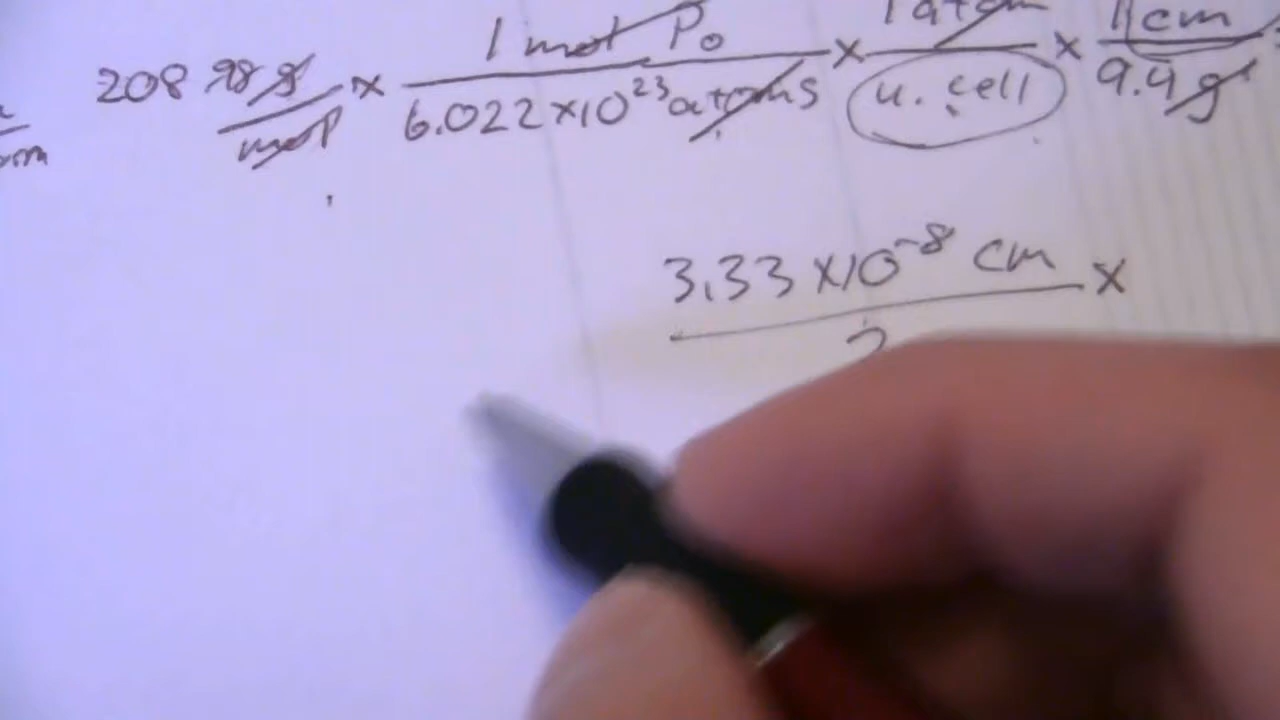 1 mol Po 1 atom 1 cm
208.98 g × × ×
mol 6.022×10²³ atoms u. cell 9.4 g
3.33 ×10⁻⁸ cm ×
2